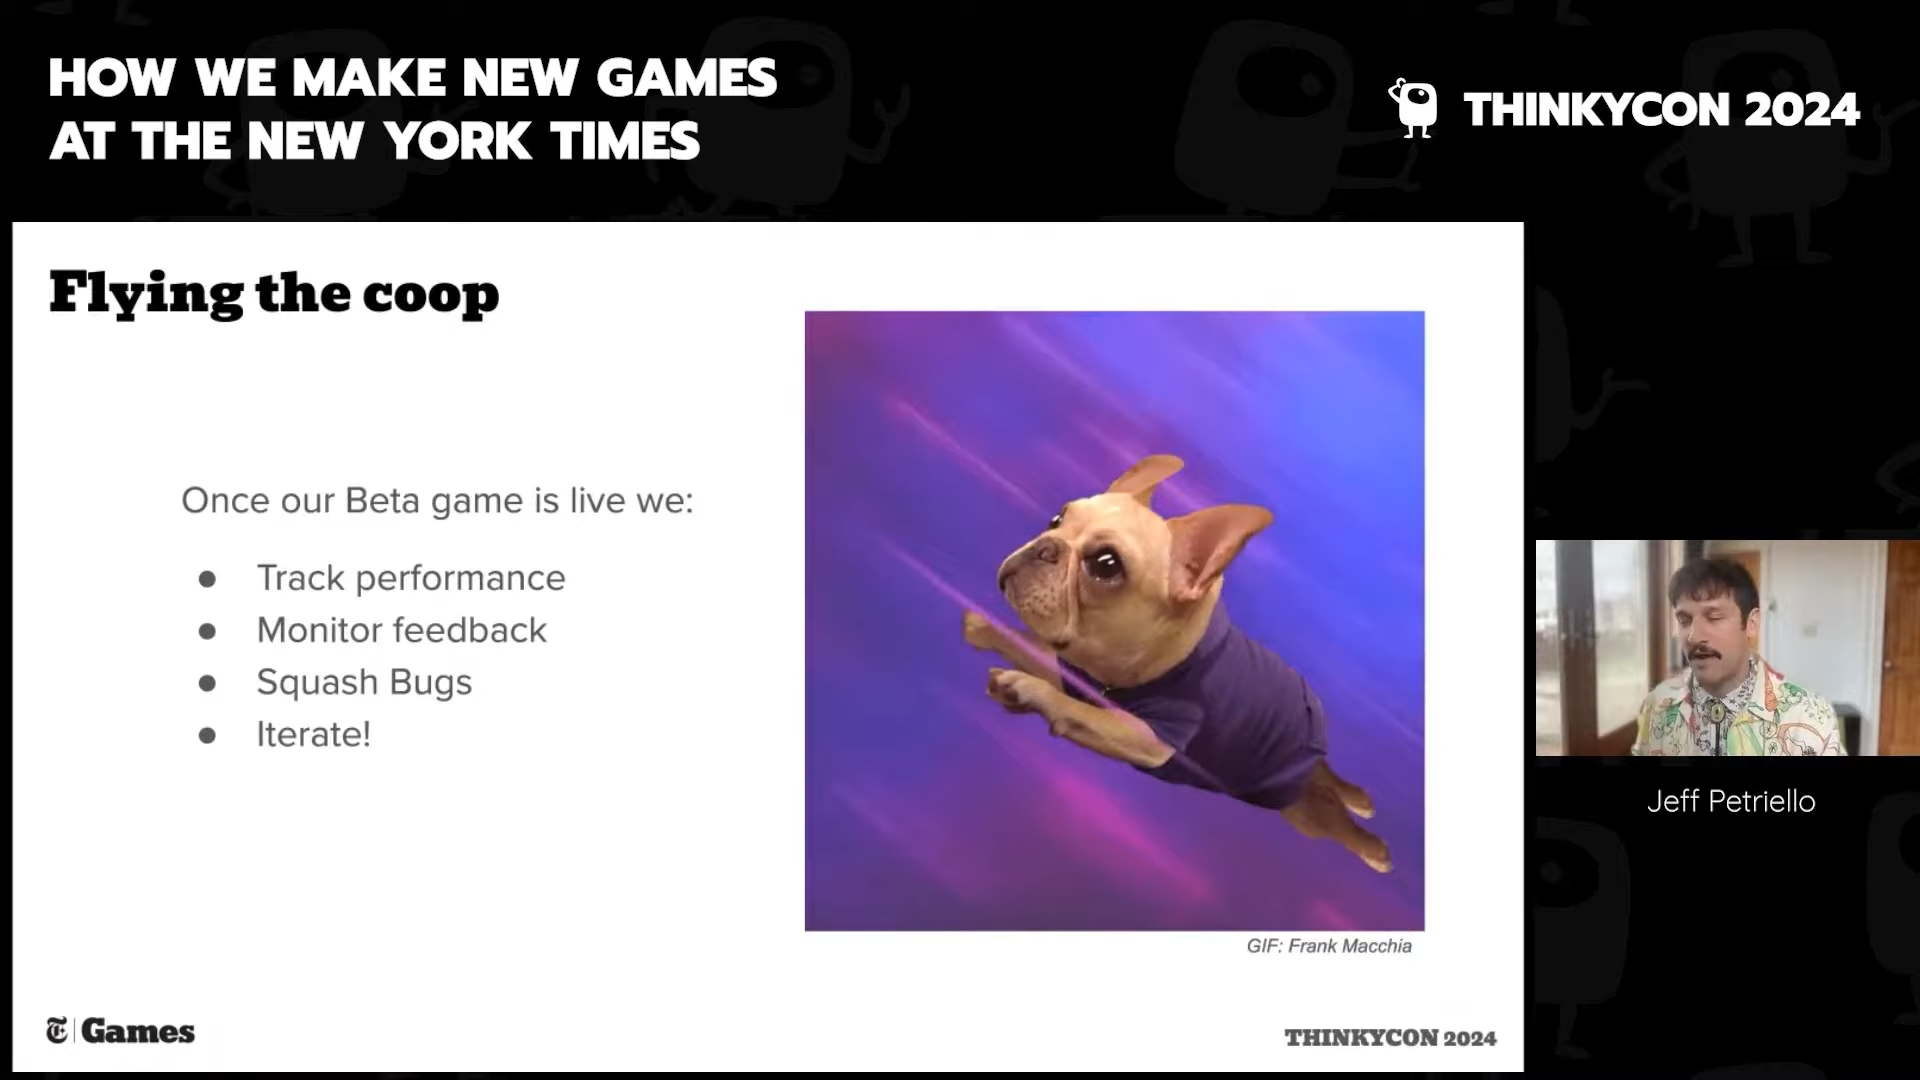 HOW WE MAKE NEW GAMES
AT THE NEW YORK TIMES
THINKYCON 2024
Flying the coop
Once our Beta game is live we:
● Track performance
● Monitor feedback
● Squash Bugs
● Iterate!
GIF: Frank Macchia
T | Games
THINKYCON 2024
Jeff Petriello